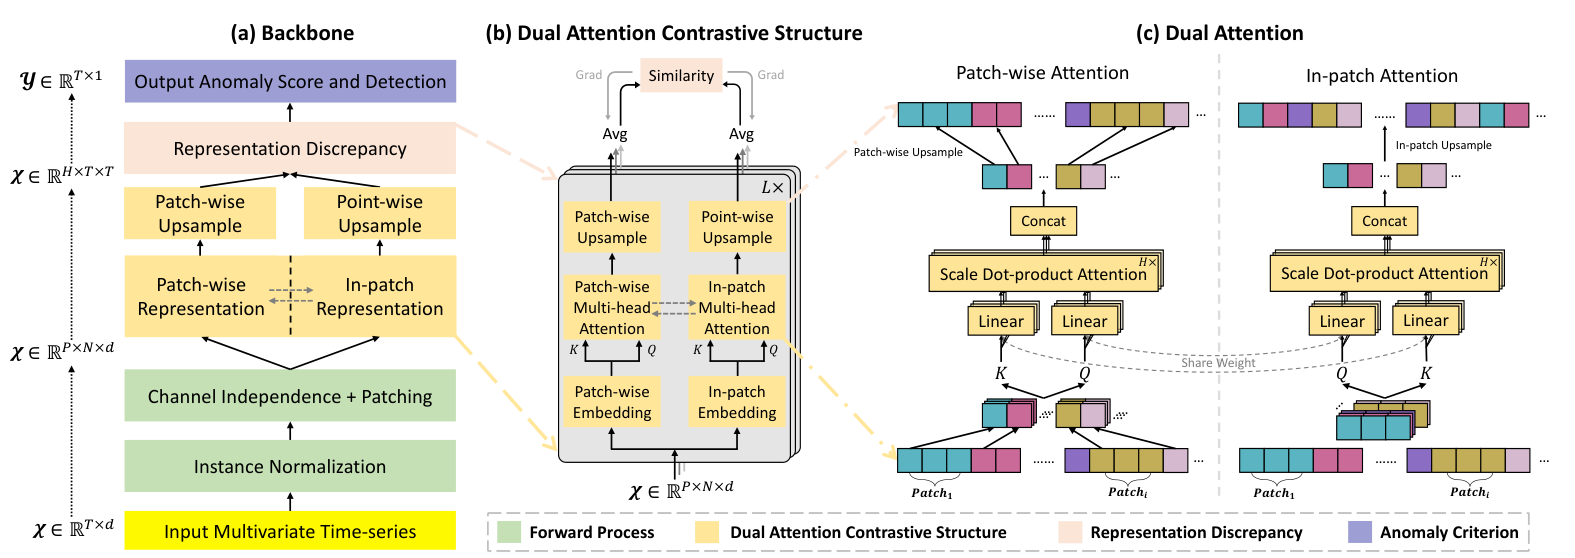 (a) Backbone
𝒴 ∈ ℝ^{T×1}
Output Anomaly Score and Detection
Representation Discrepancy
𝒳 ∈ ℝ^{H×T×T}
Patch-wise
Upsample
Point-wise
Upsample
Patch-wise
Representation
In-patch
Representation
𝒳 ∈ ℝ^{P×N×d}
Channel Independence + Patching
Instance Normalization
𝒳 ∈ ℝ^{T×d}
Input Multivariate Time-series
(b) Dual Attention Contrastive Structure
Grad
Similarity
Grad
Avg
Avg
L×
Patch-wise
Upsample
Point-wise
Upsample
Patch-wise
Multi-head
Attention
In-patch
Multi-head
Attention
K
Q
K
Q
Patch-wise
Embedding
In-patch
Embedding
𝒳 ∈ ℝ^{P×N×d}
(c) Dual Attention
Patch-wise Attention
......
...
Patch-wise Upsample
...
...
Concat
Scale Dot-product Attention
H×
Linear
Linear
K
Q
......
...
Patch₁
Patchᵢ
In-patch Attention
......
...
In-patch Upsample
...
...
Concat
Scale Dot-product Attention
H×
Linear
Linear
Share Weight
Q
K
......
...
Patch₁
Patchᵢ
Forward Process
Dual Attention Contrastive Structure
Representation Discrepancy
Anomaly Criterion